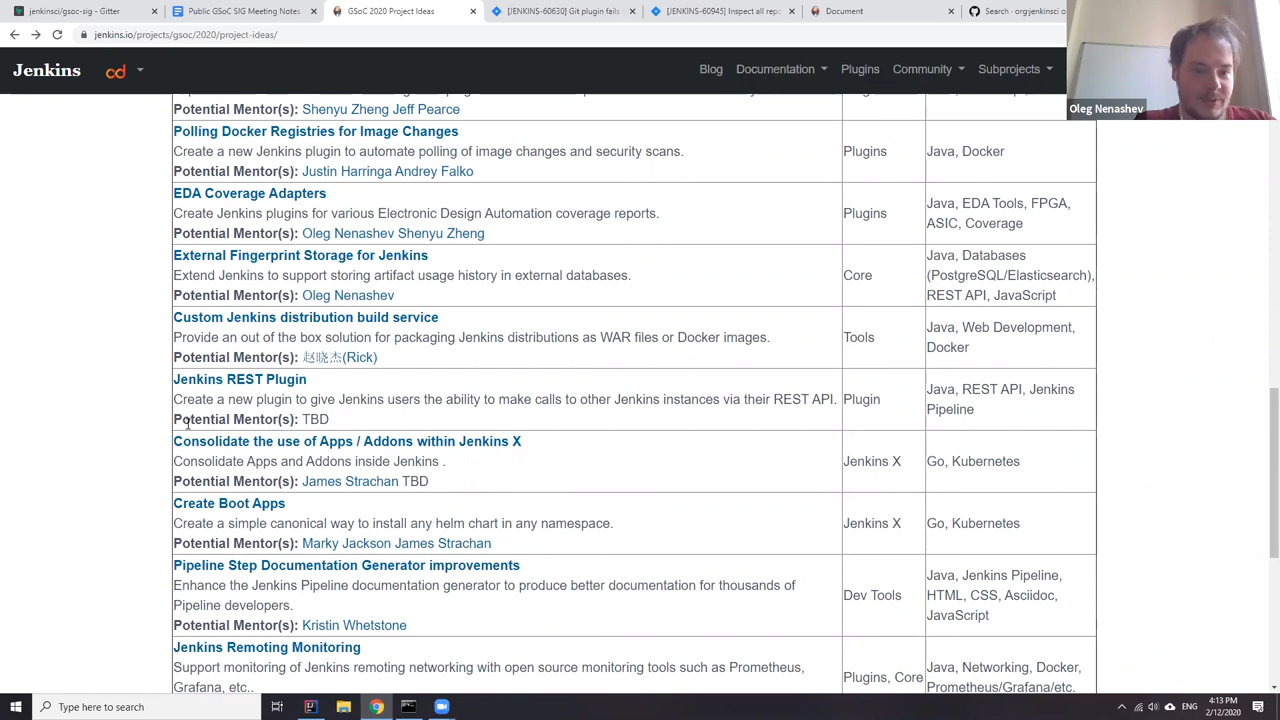 jenkinsci/gsoc-sig - Gitter
Public GSoC SIG Meeting Notes
GSoC 2020 Project Ideas
[JENKINS-60630] Git plugin fails
[JENKINS-60945] Inspect all rep
Document
Search - org:jenkinsci o
jenkins.io/projects/gsoc/2020/project-ideas/
Jenkins
cd
Blog
Documentation
Plugins
Community
Subprojects
Oleg Nenashev
Potential Mentor(s): Shenyu Zheng Jeff Pearce
Polling Docker Registries for Image Changes
Create a new Jenkins plugin to automate polling of image changes and security scans.
Potential Mentor(s): Justin Harringa Andrey Falko
Plugins
Java, Docker
EDA Coverage Adapters
Create Jenkins plugins for various Electronic Design Automation coverage reports.
Potential Mentor(s): Oleg Nenashev Shenyu Zheng
Plugins
Java, EDA Tools, FPGA,
ASIC, Coverage
External Fingerprint Storage for Jenkins
Extend Jenkins to support storing artifact usage history in external databases.
Potential Mentor(s): Oleg Nenashev
Core
Java, Databases
(PostgreSQL/Elasticsearch),
REST API, JavaScript
Custom Jenkins distribution build service
Provide an out of the box solution for packaging Jenkins distributions as WAR files or Docker images.
Potential Mentor(s): 赵晓杰(Rick)
Tools
Java, Web Development,
Docker
Jenkins REST Plugin
Create a new plugin to give Jenkins users the ability to make calls to other Jenkins instances via their REST API.
Potential Mentor(s): TBD
Plugin
Java, REST API, Jenkins
Pipeline
Consolidate the use of Apps / Addons within Jenkins X
Consolidate Apps and Addons inside Jenkins .
Potential Mentor(s): James Strachan TBD
Jenkins X
Go, Kubernetes
Create Boot Apps
Create a simple canonical way to install any helm chart in any namespace.
Potential Mentor(s): Marky Jackson James Strachan
Jenkins X
Go, Kubernetes
Pipeline Step Documentation Generator improvements
Enhance the Jenkins Pipeline documentation generator to produce better documentation for thousands of
Pipeline developers.
Potential Mentor(s): Kristin Whetstone
Dev Tools
Java, Jenkins Pipeline,
HTML, CSS, Asciidoc,
JavaScript
Jenkins Remoting Monitoring
Support monitoring of Jenkins remoting networking with open source monitoring tools such as Prometheus,
Grafana, etc..
Plugins, Core
Java, Networking, Docker,
Prometheus/Grafana/etc.
Type here to search
ENG
4:13 PM
2/12/2020